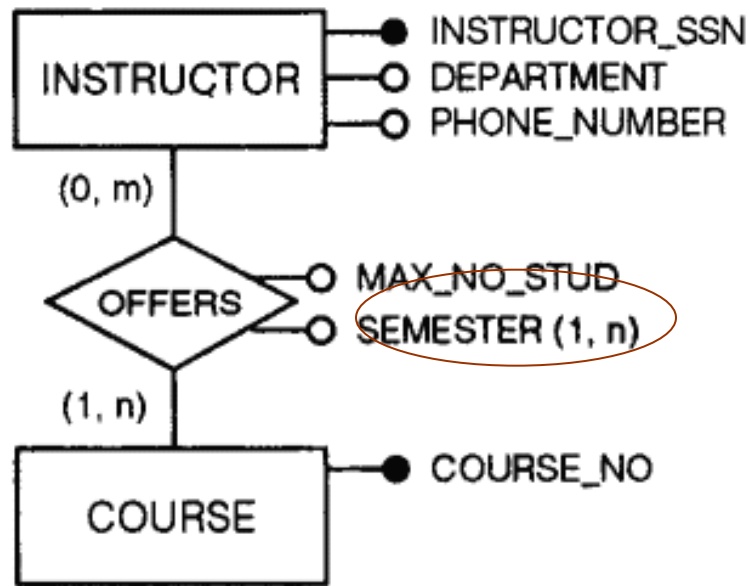 INSTRUCTOR
INSTRUCTOR_SSN
DEPARTMENT
PHONE_NUMBER
(0, m)
OFFERS
MAX_NO_STUD
SEMESTER (1, n)
(1, n)
COURSE
COURSE_NO